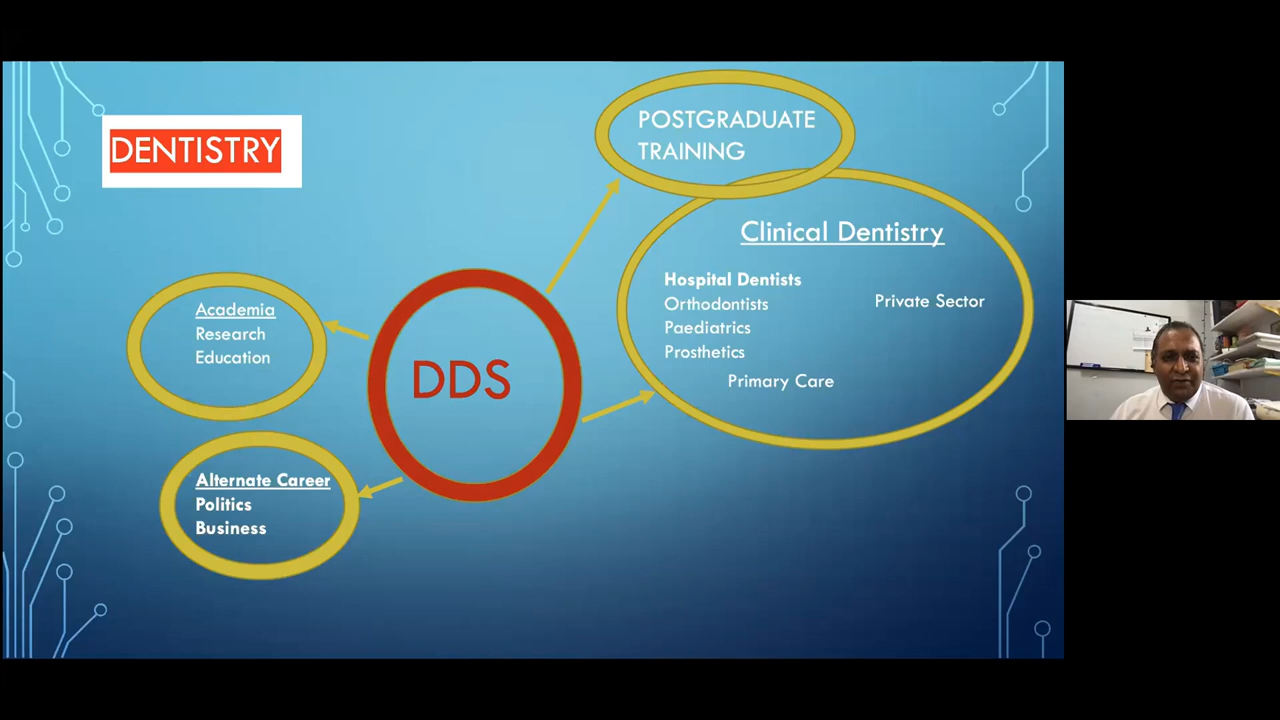 DENTISTRY
POSTGRADUATE
TRAINING
Clinical Dentistry
Hospital Dentists
Orthodontists
Paediatrics
Prosthetics
Private Sector
Primary Care
Academia
Research
Education
DDS
Alternate Career
Politics
Business